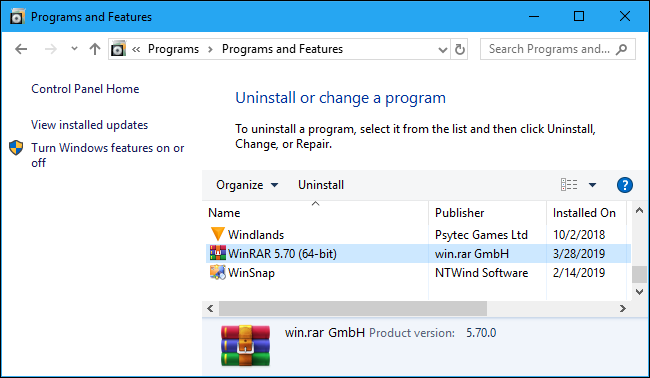 Programs and Features
« Programs > Programs and Features
Search Programs and...
Control Panel Home
View installed updates
Turn Windows features on or
off
Uninstall or change a program
To uninstall a program, select it from the list and then click Uninstall,
Change, or Repair.
Organize Uninstall ?
Name Publisher Installed On
Windlands Psytec Games Ltd 10/2/2018
WinRAR 5.70 (64-bit) win.rar GmbH 3/28/2019
WinSnap NTWind Software 2/14/2019
win.rar GmbH Product version: 5.70.0